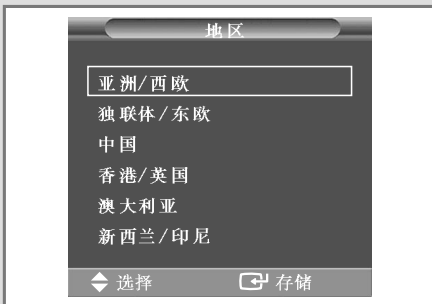 地区
亚洲/西欧
独联体/东欧
中国
香港/英国
澳大利亚
新西兰/印尼
选择 存储